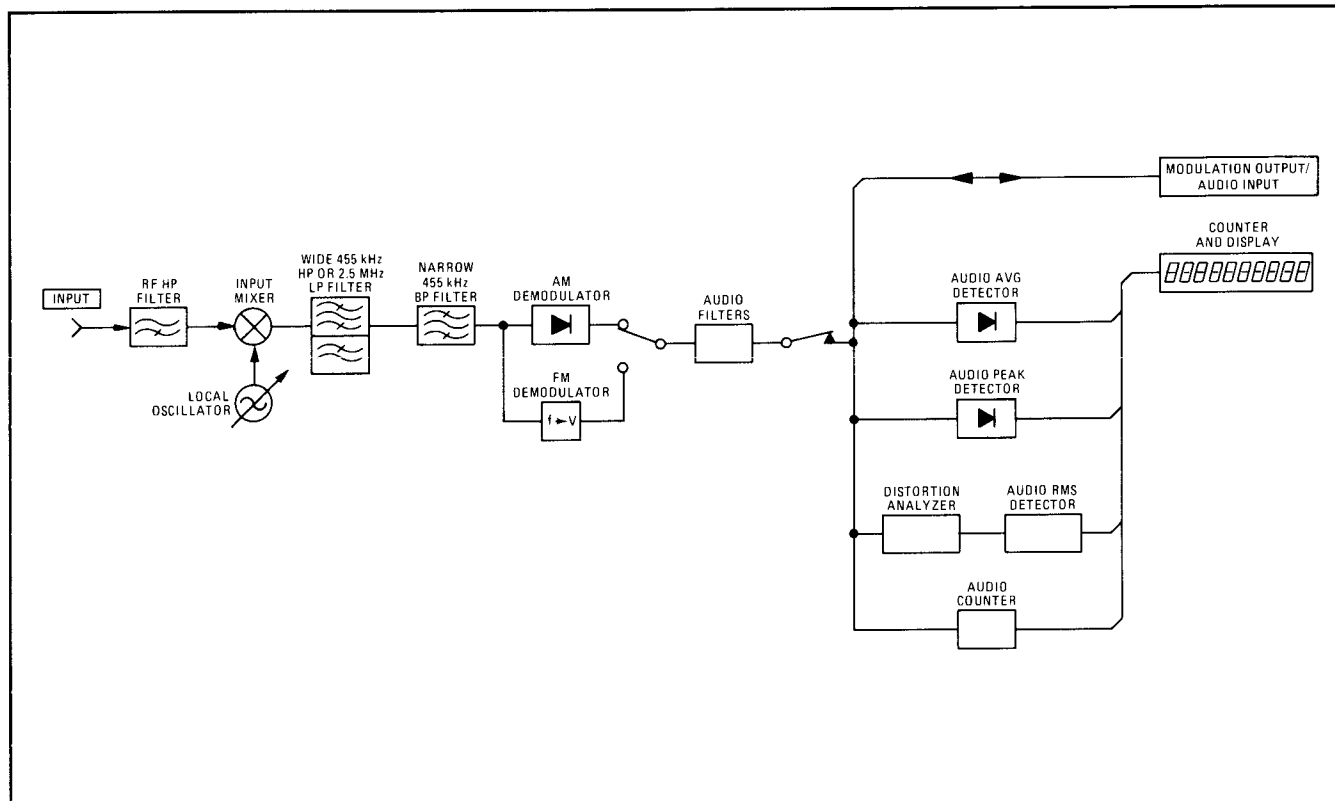 MODULATION OUTPUT/
AUDIO INPUT
COUNTER
AND DISPLAY
INPUT
RF HP
FILTER
INPUT
MIXER
WIDE 455 kHz
HP OR 2.5 MHz
LP FILTER
NARROW
455 kHz
BP FILTER
AM
DEMODULATOR
AUDIO
FILTERS
AUDIO AVG
DETECTOR
LOCAL
OSCILLATOR
FM
DEMODULATOR
f V
AUDIO PEAK
DETECTOR
DISTORTION
ANALYZER
AUDIO RMS
DETECTOR
AUDIO
COUNTER